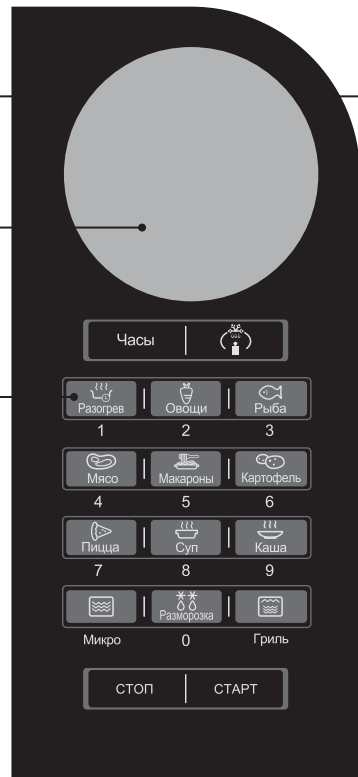 Часы
Разогрев Овощи Рыба
1 2 3
Мясо Макароны Картофель
4 5 6
Пицца Суп Каша
7 8 9
Разморозка
Микро 0 Гриль
СТОП СТАРТ